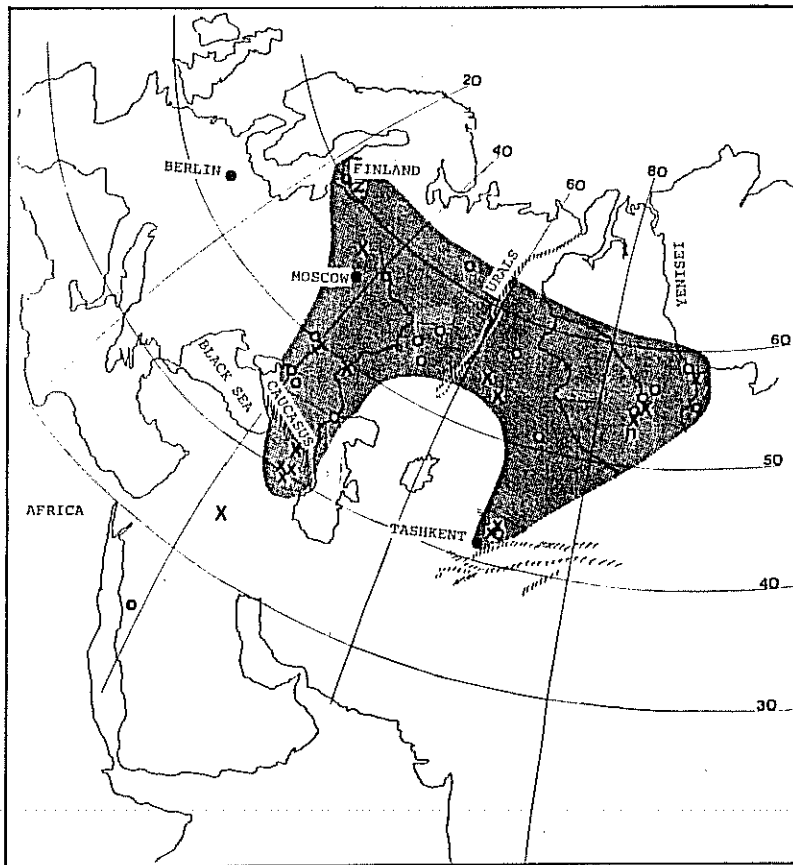 20
BERLIN
FINLAND
40
60
80
MOSCOW
URALS
YENISEI
60
BLACK SEA
CAUCASUS
50
AFRICA
X
TASHKENT
40
O
30